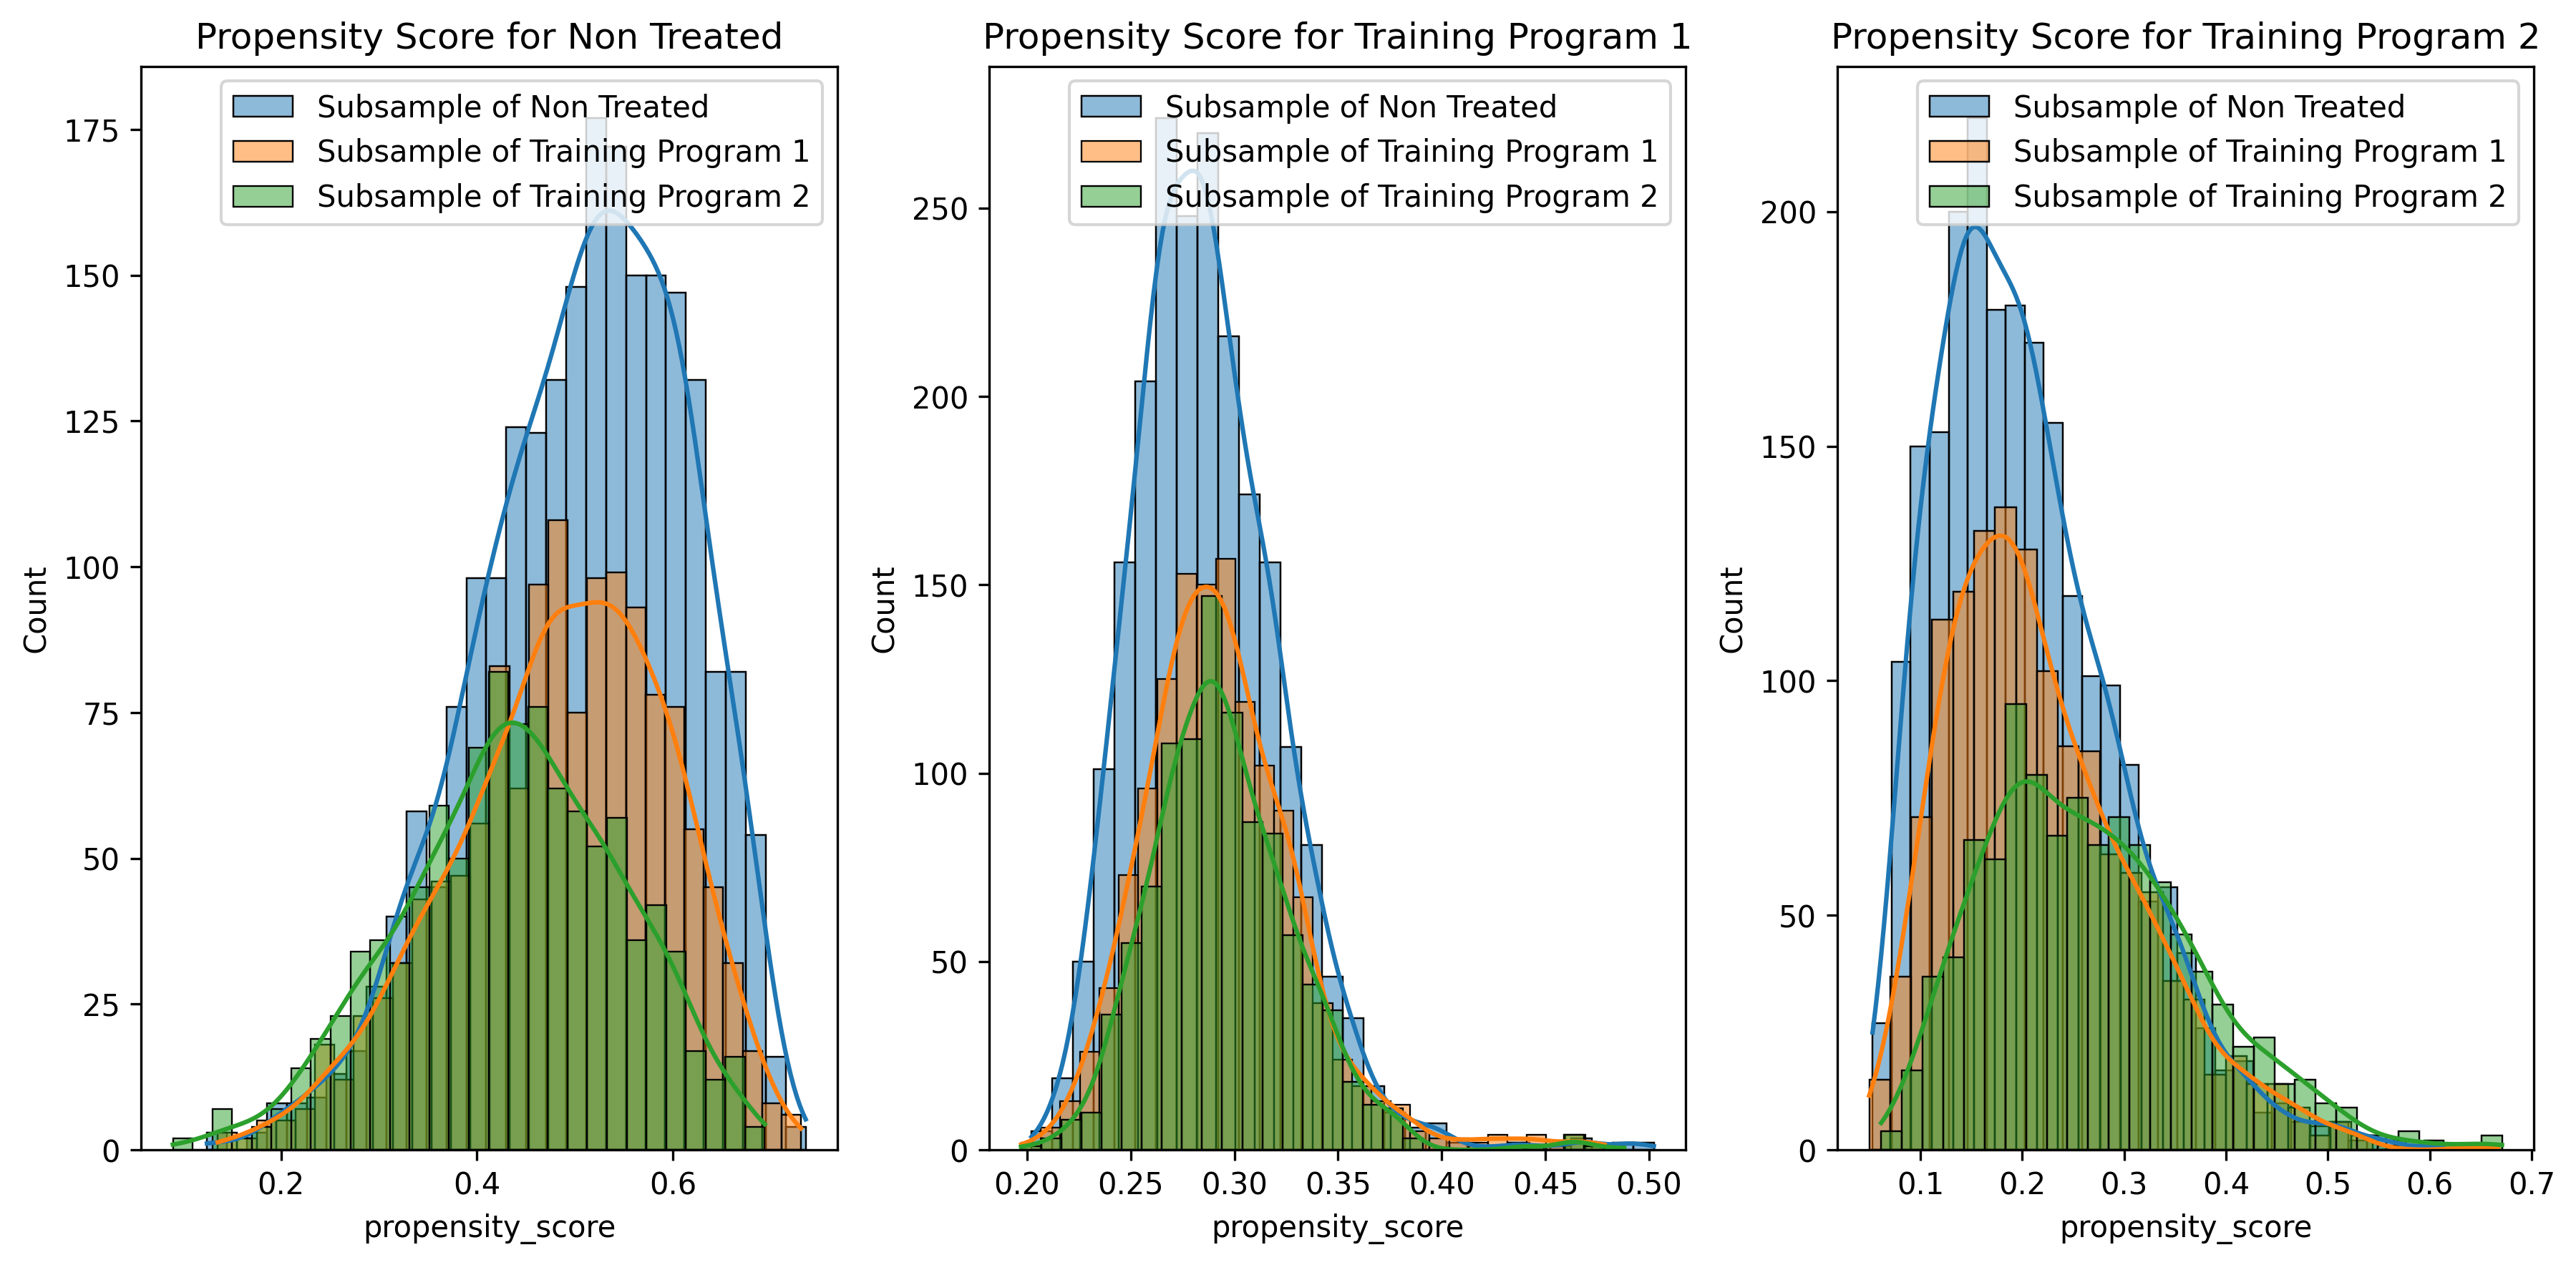 Propensity Score for Non Treated
Subsample of Non Treated
Subsample of Training Program 1
Subsample of Training Program 2
Count
175
150
125
100
75
50
25
0
0.2 0.4 0.6
propensity_score
Propensity Score for Training Program 1
Subsample of Non Treated
Subsample of Training Program 1
Subsample of Training Program 2
Count
250
200
150
100
50
0
0.20 0.25 0.30 0.35 0.40 0.45 0.50
propensity_score
Propensity Score for Training Program 2
Subsample of Non Treated
Subsample of Training Program 1
Subsample of Training Program 2
Count
200
150
100
50
0
0.1 0.2 0.3 0.4 0.5 0.6 0.7
propensity_score